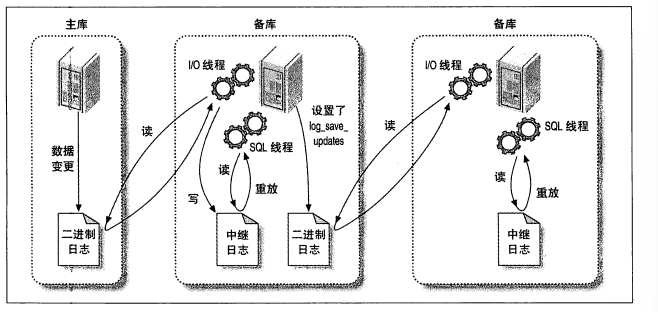 主库
数据
变更
二进制
日志
读
备库
I/O 线程
SQL 线程
读
重放
写
中继
日志
设置了
log_save_
updates
二进制
日志
读
备库
I/O 线程
SQL 线程
读
重放
中继
日志